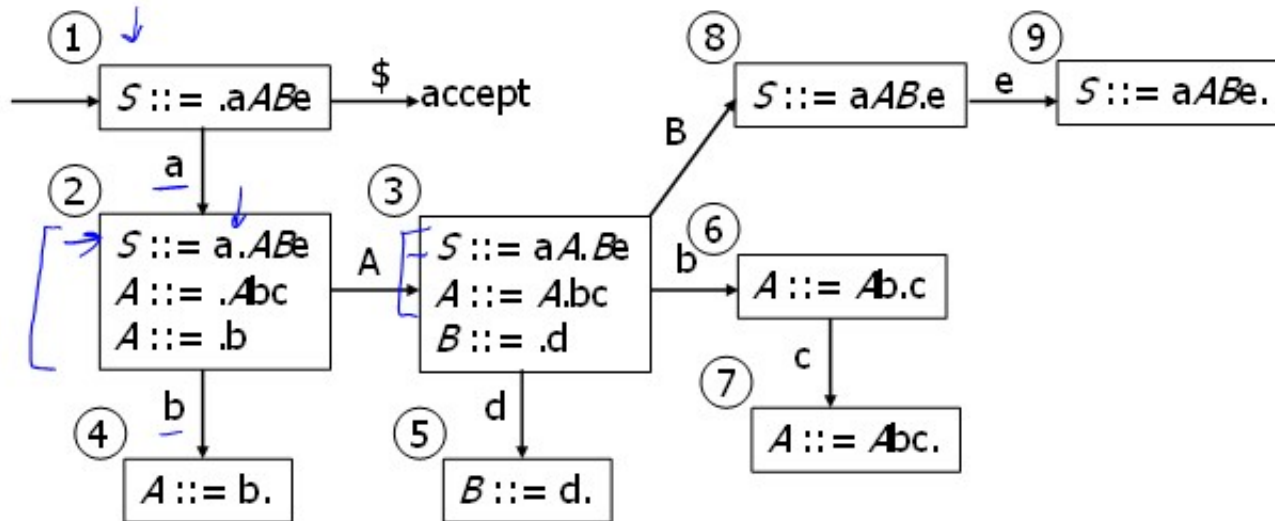 1
S ::= .aABe
$
accept
a
2
S ::= a.ABe
A ::= .Abc
A ::= .b
A
3
S ::= aA.Be
A ::= A.bc
B ::= .d
B
8
S ::= aAB.e
e
9
S ::= aABe.
b
6
A ::= Ab.c
c
7
A ::= Abc.
b
4
A ::= b.
d
5
B ::= d.